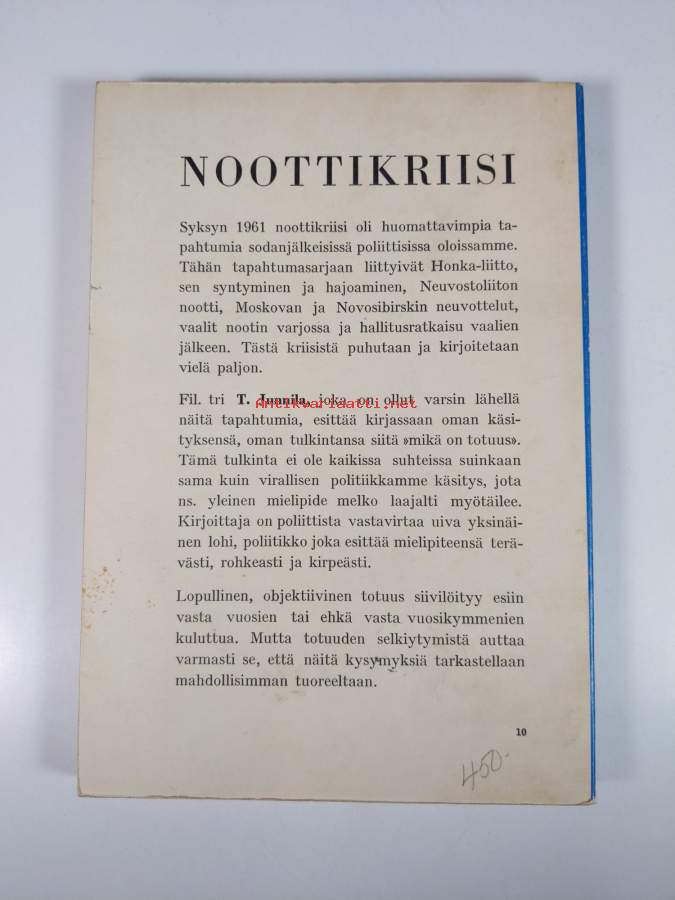 NOOTTIKRIISI
Syksyn 1961 noottikriisi oli huomattavimpia ta-
pahtumia sodanjälkeisissä poliittisissa oloissamme.
Tähän tapahtumasarjaan liittyivät Honka-liitto,
sen syntyminen ja hajoaminen, Neuvostoliiton
nootti, Moskovan ja Novosibirskin neuvottelut,
vaalit nootin varjossa ja hallitusratkaisu vaalien
jälkeen. Tästä kriisistä puhutaan ja kirjoitetaan
vielä paljon.
Fil. tri T. Junnila, joka on ollut varsin lähellä
Antikvariaatti.net
näitä tapahtumia, esittää kirjassaan oman käsi-
tyksensä, oman tulkintansa siitä »mikä on totuus».
Tämä tulkinta ei ole kaikissa suhteissa suinkaan
sama kuin virallisen politiikkamme käsitys, jota
ns. yleinen mielipide melko laajalti myötäilee.
Kirjoittaja on poliittista vastavirtaa uiva yksinäi-
nen lohi, poliitikko joka esittää mielipiteensä terä-
västi, rohkeasti ja kirpeästi.
Lopullinen, objektiivinen totuus siivilöityy esiin
vasta vuosien tai ehkä vasta vuosikymmenien
kuluttua. Mutta totuuden selkiytymistä auttaa
varmasti se, että näitä kysymyksiä tarkastellaan
mahdollisimman tuoreeltaan.
10
450.-